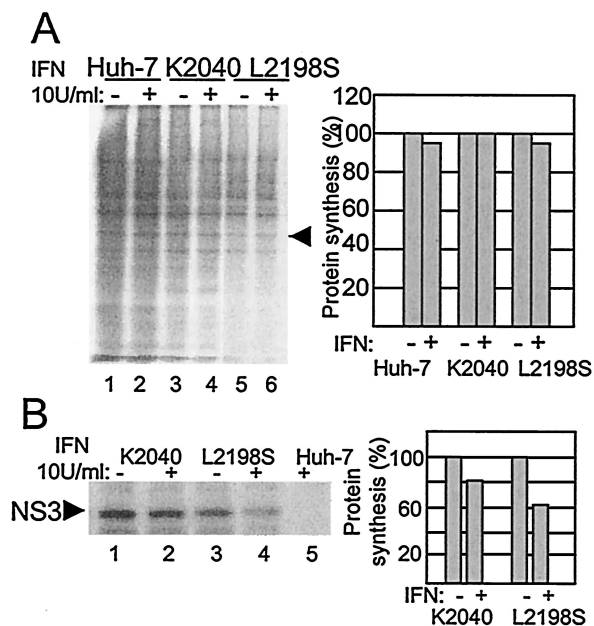 A
IFN Huh-7 K2040 L2198S
10U/ml: - + - + - +
1 2 3 4 5 6
Protein synthesis (%)
120
100
80
60
40
20
IFN: - + - + - +
Huh-7 K2040 L2198S
B
IFN K2040 L2198S Huh-7
10U/ml: - + - + +
NS3
1 2 3 4 5
Protein synthesis (%)
100
60
20
IFN: - + - +
K2040 L2198S